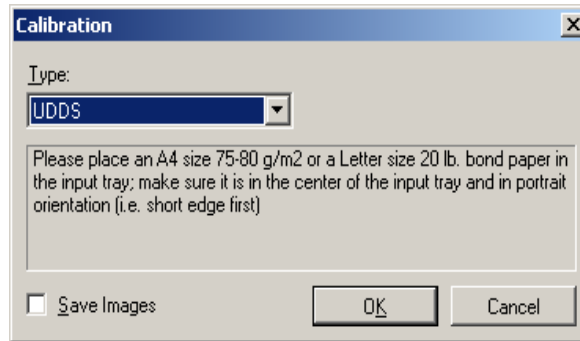 Calibration
Type:
UDDS
Please place an A4 size 75-80 g/m2 or a Letter size 20 lb. bond paper in
the input tray; make sure it is in the center of the input tray and in portrait
orientation (i.e. short edge first)
Save Images
OK
Cancel